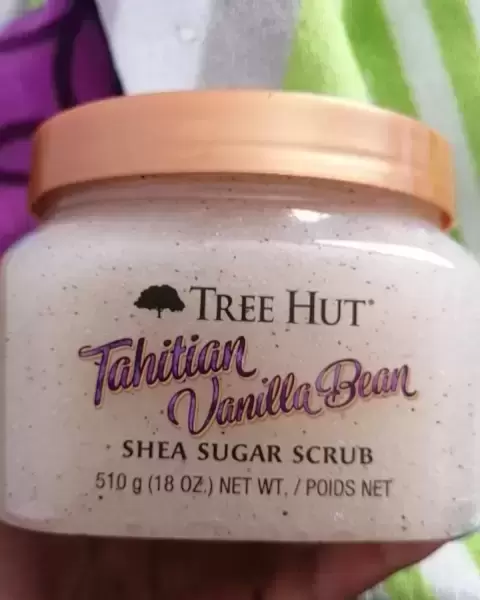 TREE HUT®
Tahitian
Vanilla Bean
SHEA SUGAR SCRUB
510 g (18 OZ.) NET WT. / POIDS NET